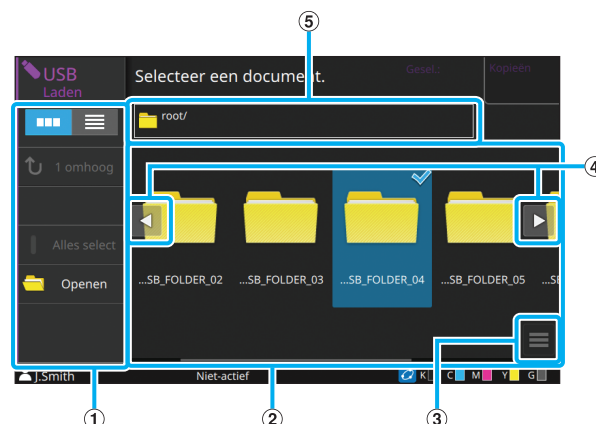 ⑤
USB
Laden
Selecteer een document.
Gesel.:
Kopieën
root/
1 omhoog
④
Alles select
Openen
...SB_FOLDER_02
...SB_FOLDER_03
...SB_FOLDER_04
...SB_FOLDER_05
...SE
J.Smith
Niet-actief
K
C
M
Y
G
①
②
③